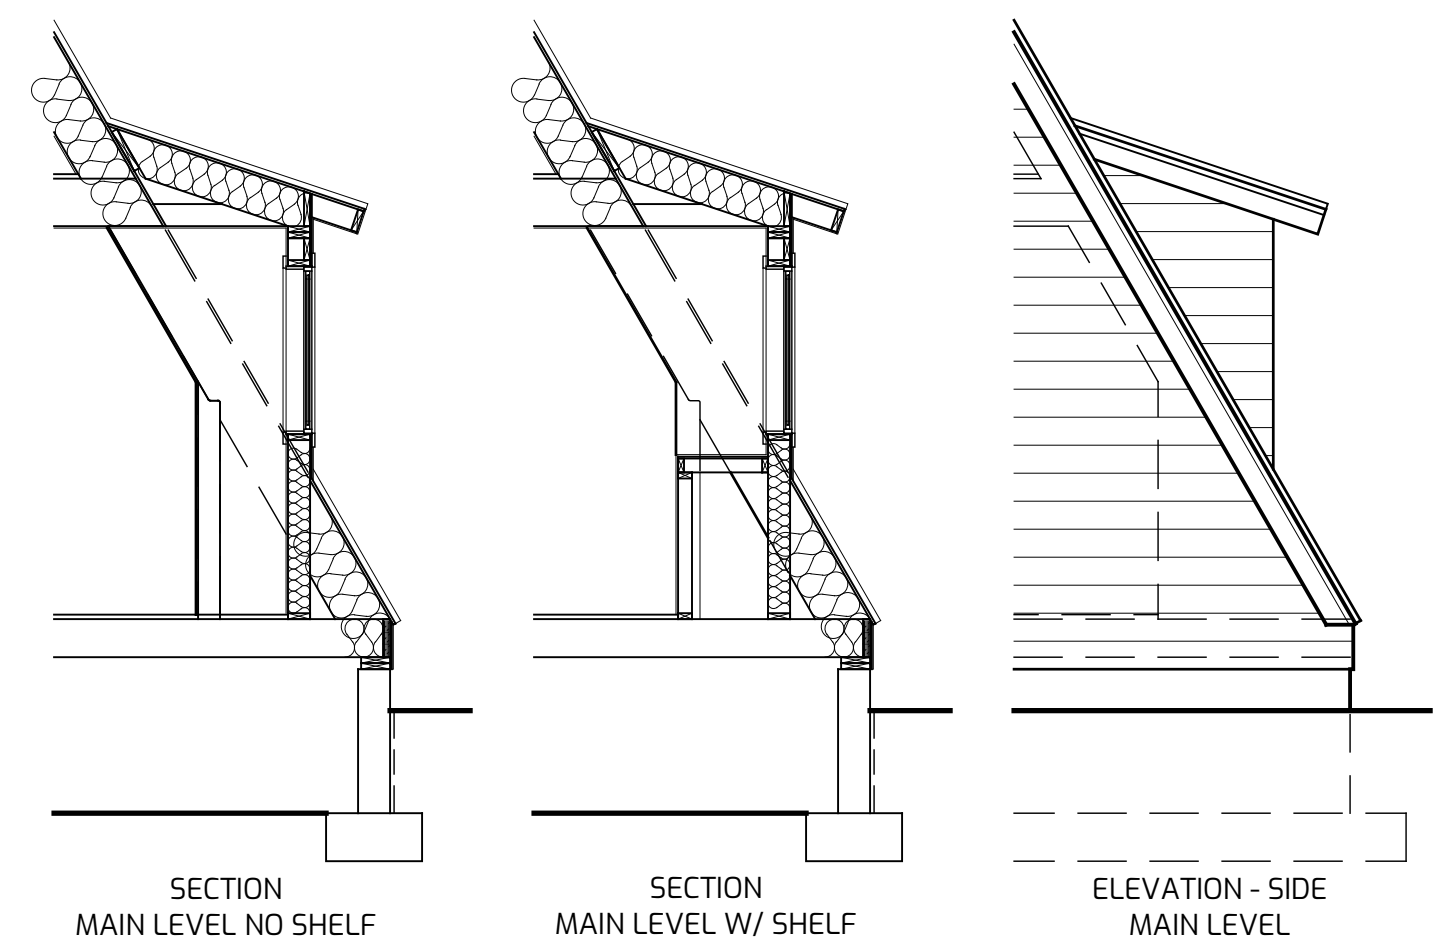 SECTION
MAIN LEVEL NO SHELF
SECTION
MAIN LEVEL W/ SHELF
ELEVATION - SIDE
MAIN LEVEL